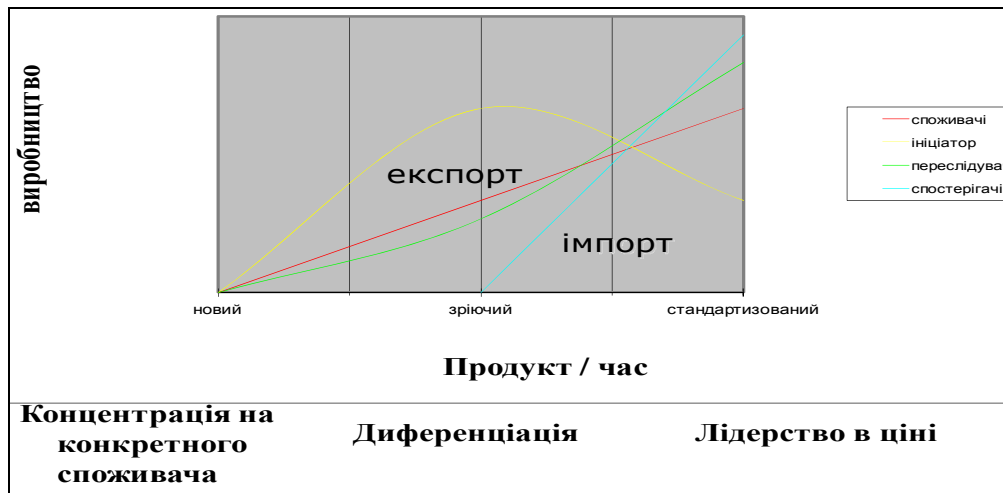 виробництво
експорт
імпорт
новий
зріючий
стандартизований
Продукт / час
споживачі
ініціатор
переслідува
спостерігачі
Концентрація на
конкретного
споживача
Диференціація
Лідерство в ціні